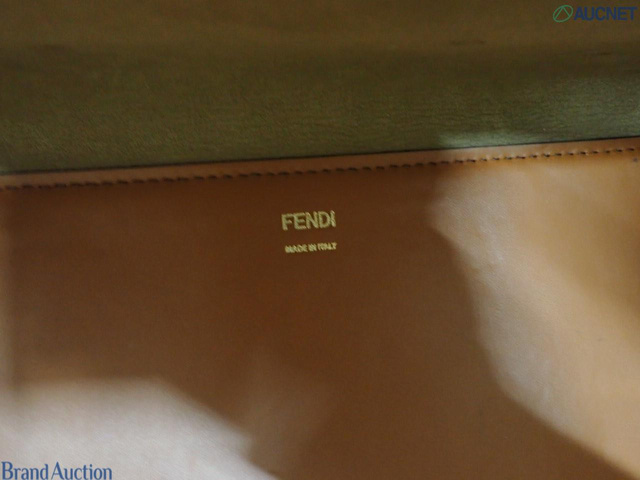 AUCNET
FENDI
MADE IN ITALY
Brand Auction